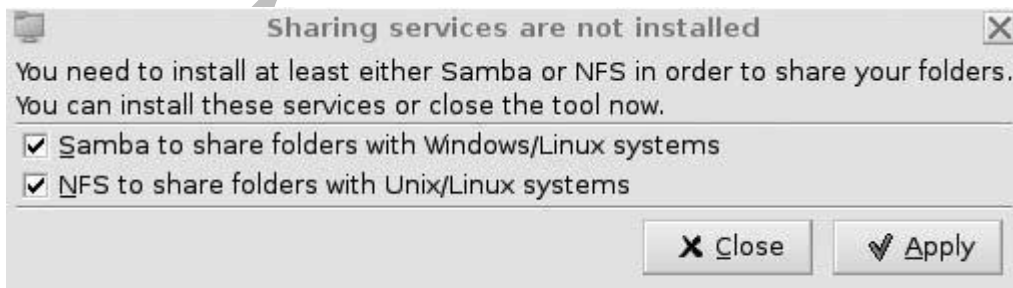 Sharing services are not installed
You need to install at least either Samba or NFS in order to share your folders.
You can install these services or close the tool now.
Samba to share folders with Windows/Linux systems
NFS to share folders with Unix/Linux systems
Close Apply